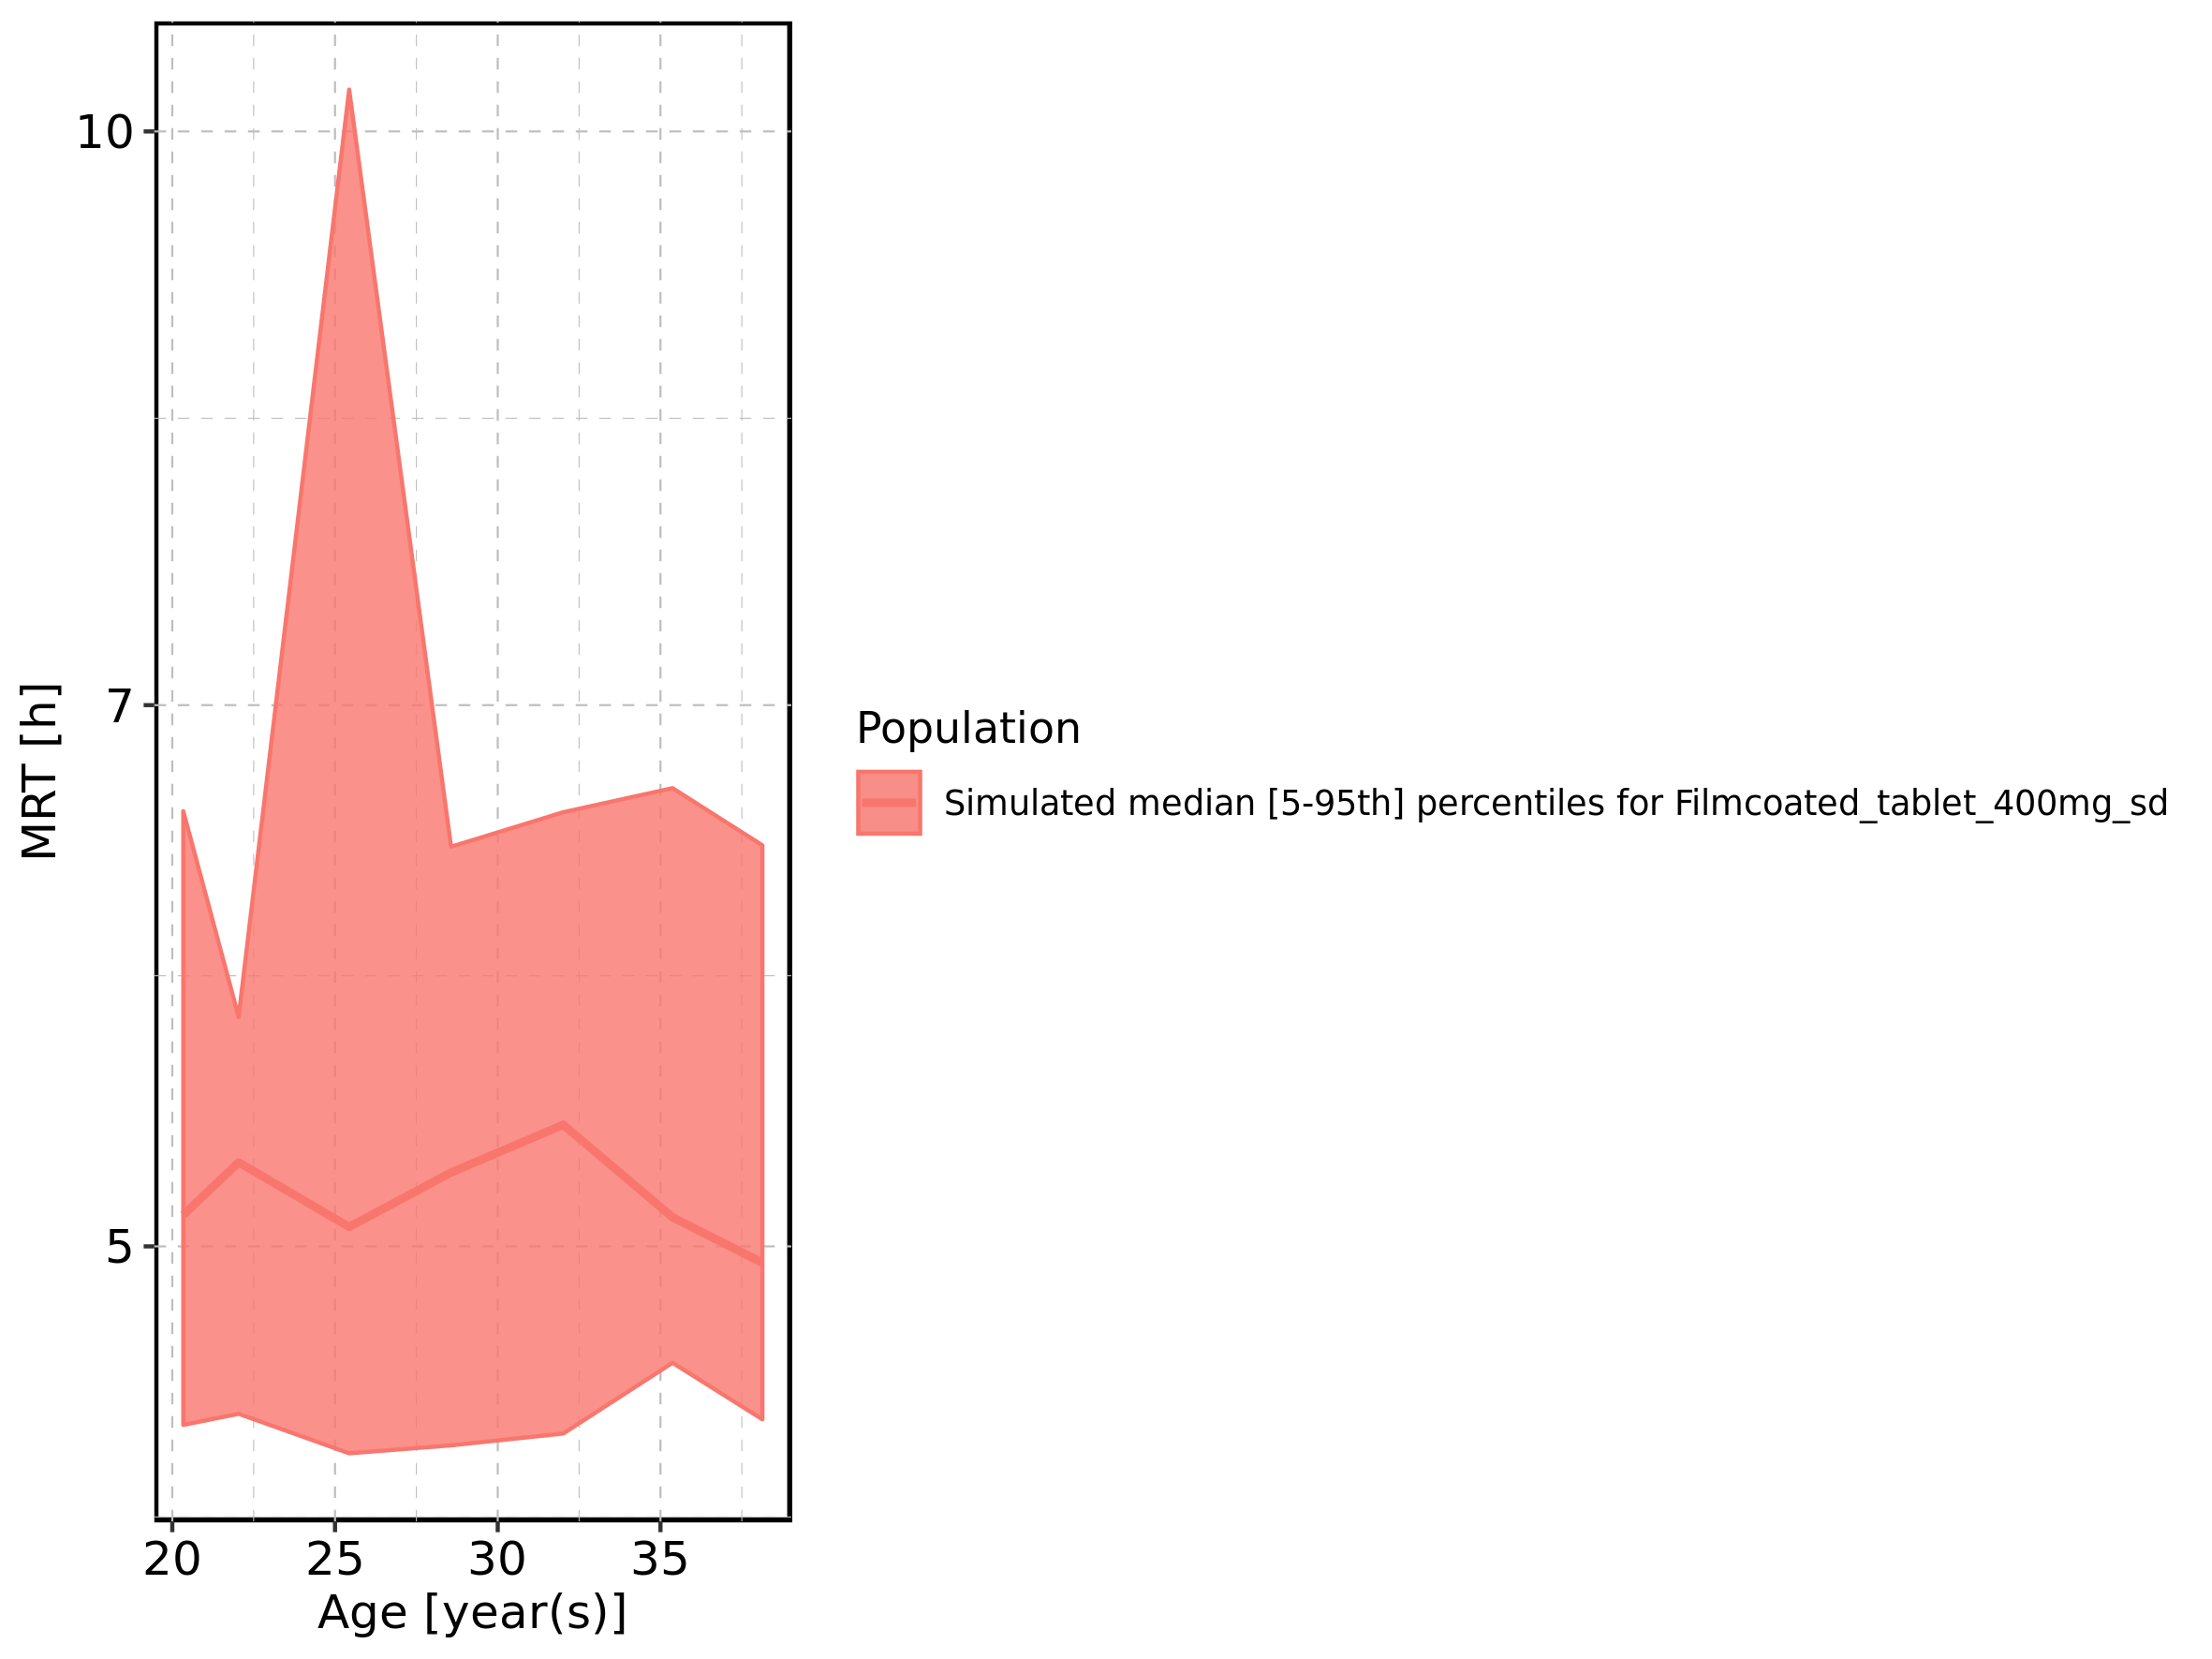 10
7
5
MRT [h]
20 25 30 35
Age [year(s)]
Population
Simulated median [5-95th] percentiles for Filmcoated_tablet_400mg_sd